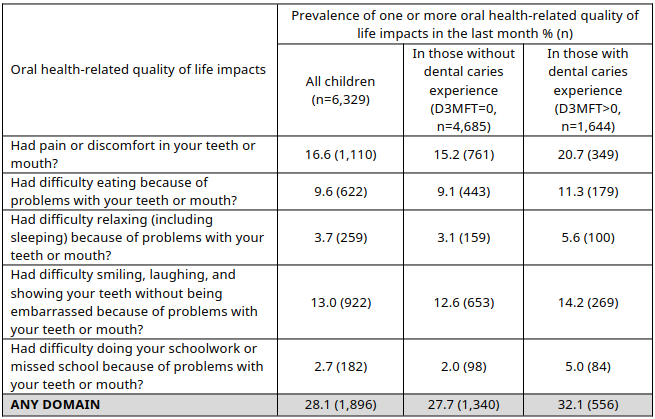 Oral health-related quality of life impacts
Prevalence of one or more oral health-related quality of
life impacts in the last month % (n)
All children
(n=6,329)
In those without
dental caries
experience
(D3MFT=0,
n=4,685)
In those with
dental caries
experience
(D3MFT>0,
n=1,644)
Had pain or discomfort in your teeth or
mouth?
16.6 (1,110)
15.2 (761)
20.7 (349)
Had difficulty eating because of
problems with your teeth or mouth?
9.6 (622)
9.1 (443)
11.3 (179)
Had difficulty relaxing (including
sleeping) because of problems with your
teeth or mouth?
3.7 (259)
3.1 (159)
5.6 (100)
Had difficulty smiling, laughing, and
showing your teeth without being
embarrassed because of problems with
your teeth or mouth?
13.0 (922)
12.6 (653)
14.2 (269)
Had difficulty doing your schoolwork or
missed school because of problems with
your teeth or mouth?
2.7 (182)
2.0 (98)
5.0 (84)
ANY DOMAIN
28.1 (1,896)
27.7 (1,340)
32.1 (556)